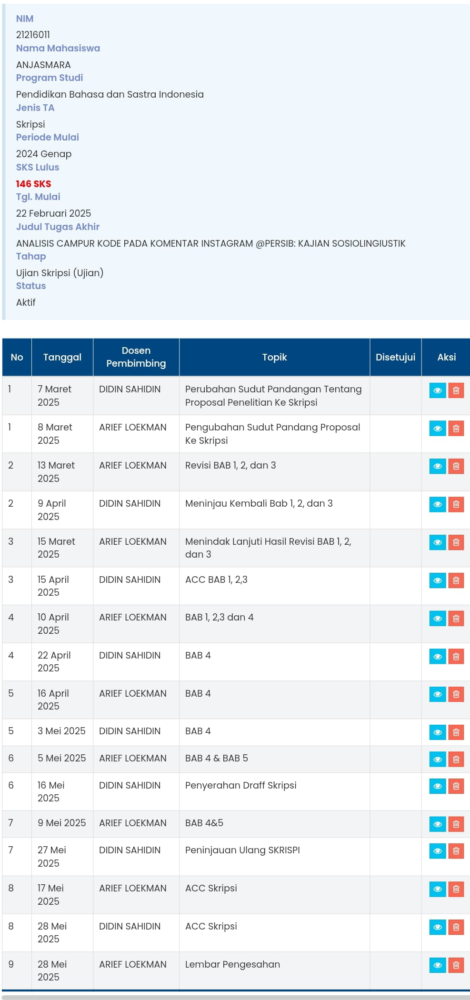 NIM
21216011
Nama Mahasiswa
ANJASMARA
Program Studi
Pendidikan Bahasa dan Sastra Indonesia
Jenis TA
Skripsi
Periode Mulai
2024 Genap
SKS Lulus
146 SKS
Tgl. Mulai
22 Februari 2025
Judul Tugas Akhir
ANALISIS CAMPUR KODE PADA KOMENTAR INSTAGRAM @PERSIB: KAJIAN SOSIOLINGIUSTIK
Tahap
Ujian Skripsi (Ujian)
Status
Aktif
No Tanggal Dosen Pembimbing Topik Disetujui Aksi
1 7 Maret 2025 DIDIN SAHIDIN Perubahan Sudut Pandangan Tentang
Proposal Penelitian Ke Skripsi
1 8 Maret 2025 ARIEF LOEKMAN Pengubahan Sudut Pandang Proposal
Ke Skripsi
2 13 Maret 2025 ARIEF LOEKMAN Revisi BAB 1, 2, dan 3
2 9 April 2025 DIDIN SAHIDIN Meninjau Kembali Bab 1, 2, dan 3
3 15 Maret 2025 ARIEF LOEKMAN Menindak Lanjuti Hasil Revisi BAB 1, 2,
dan 3
3 15 April 2025 DIDIN SAHIDIN ACC BAB 1, 2,3
4 10 April 2025 ARIEF LOEKMAN BAB 1, 2,3 dan 4
4 22 April 2025 DIDIN SAHIDIN BAB 4
5 16 April 2025 ARIEF LOEKMAN BAB 4
5 3 Mei 2025 DIDIN SAHIDIN BAB 4
6 5 Mei 2025 ARIEF LOEKMAN BAB 4 & BAB 5
6 16 Mei 2025 DIDIN SAHIDIN Penyerahan Draff Skripsi
7 9 Mei 2025 ARIEF LOEKMAN BAB 4&5
7 27 Mei 2025 DIDIN SAHIDIN Peninjauan Ulang SKRISPI
8 17 Mei 2025 ARIEF LOEKMAN ACC Skripsi
8 28 Mei 2025 DIDIN SAHIDIN ACC Skripsi
9 28 Mei 2025 ARIEF LOEKMAN Lembar Pengesahan